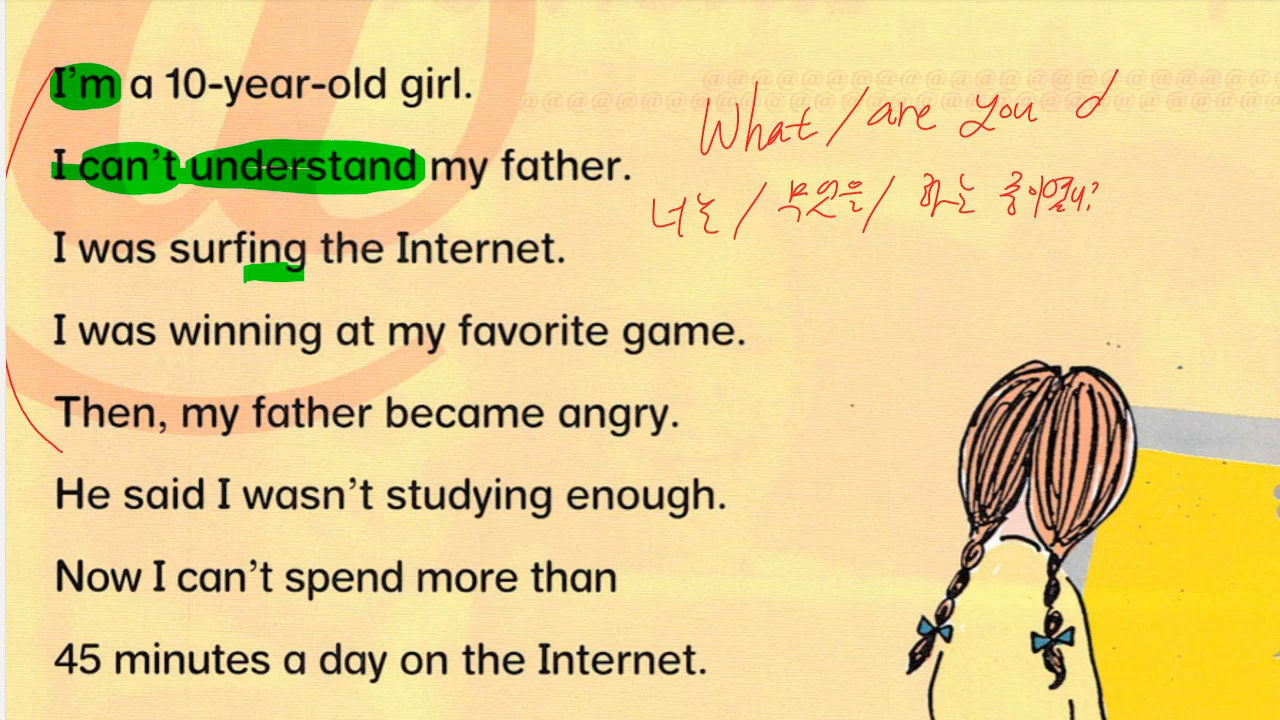 I'm a 10-year-old girl.
I can't understand my father.
I was surfing the Internet.
I was winning at my favorite game.
Then, my father became angry.
He said I wasn't studying enough.
Now I can't spend more than
45 minutes a day on the Internet.
What / are you d
너는 / 무엇을 / 하는 중이였니?